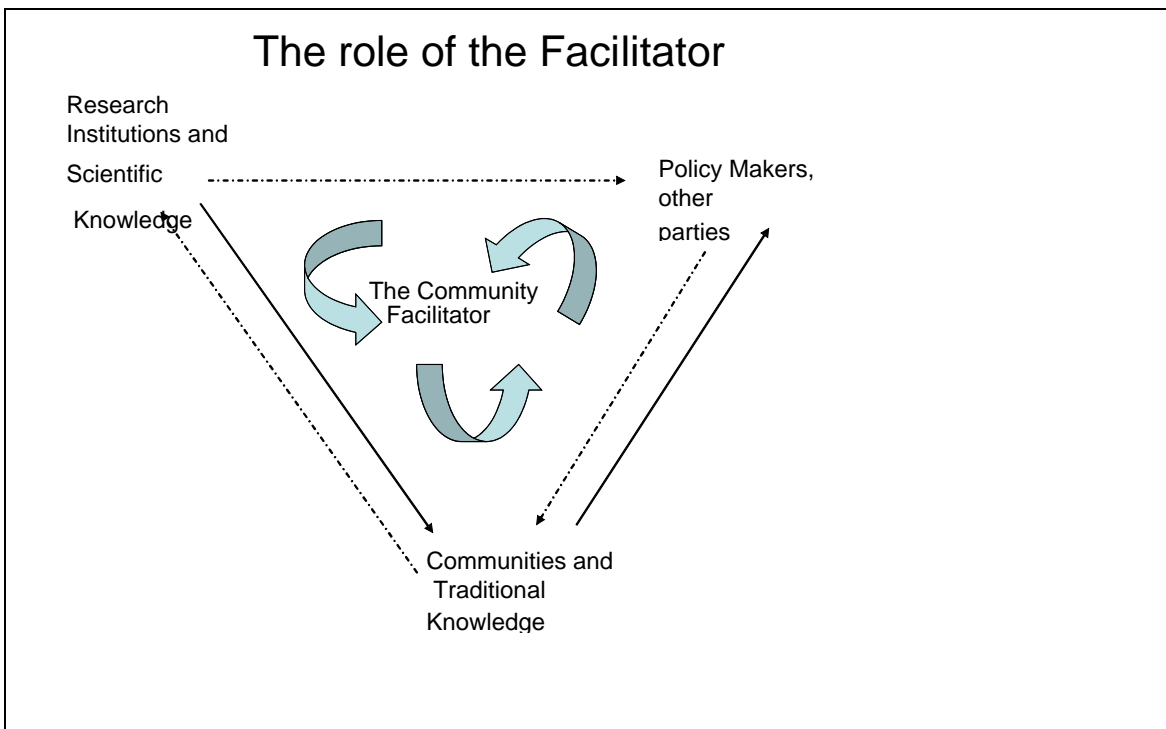 The role of the Facilitator
Research
Institutions and
Scientific
Knowledge
Policy Makers,
other
parties
The Community
Facilitator
Communities and
Traditional
Knowledge